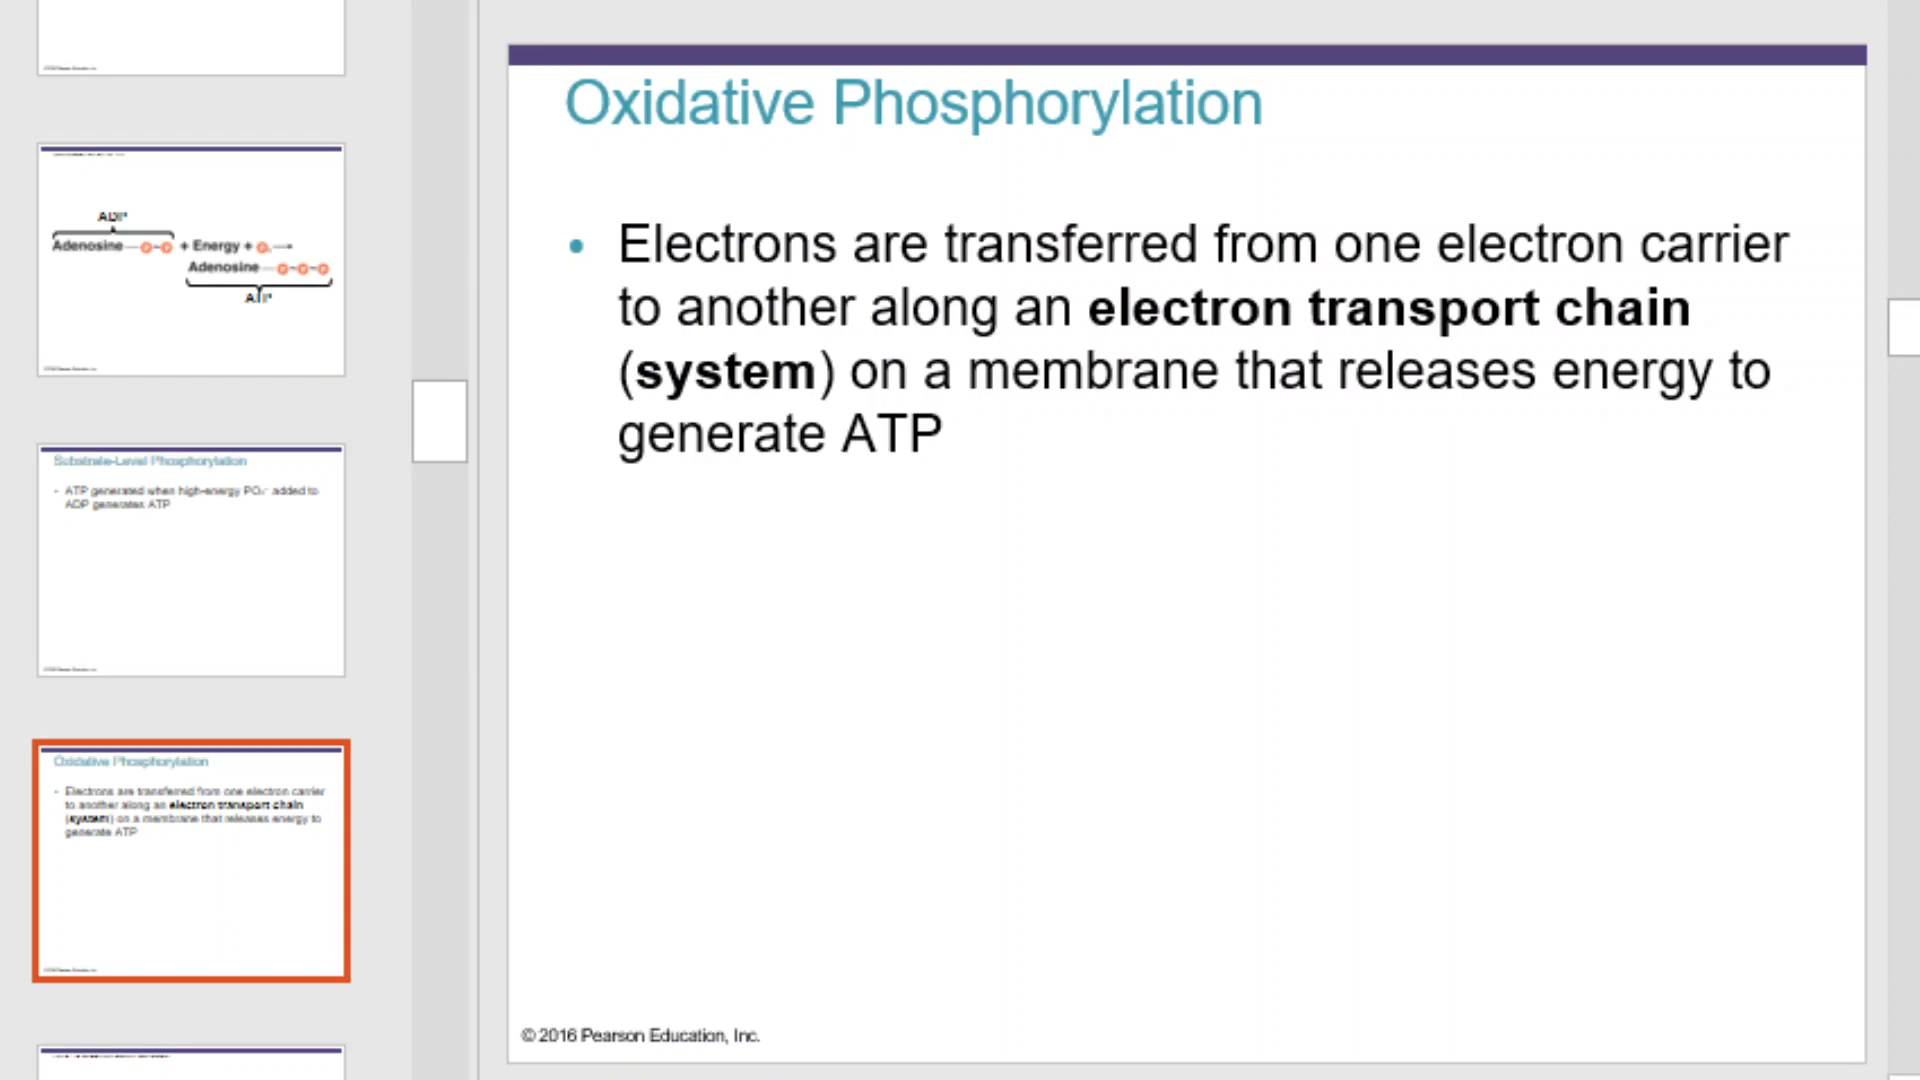 ADP
Adenosine
+ Energy +
Adenosine
ATP
Substrate-Level Phosphorylation
ATP generated when high-energy added to
ADP generates ATP
Oxidative Phosphorylation
• Electrons are transferred from one electron carrier
to another along an electron transport chain
(system) on a membrane that releases energy to
generate ATP
Oxidative Phosphorylation
• Electrons are transferred from one electron carrier
to another along an electron transport chain
(system) on a membrane that releases energy to
generate ATP
© 2016 Pearson Education, Inc.